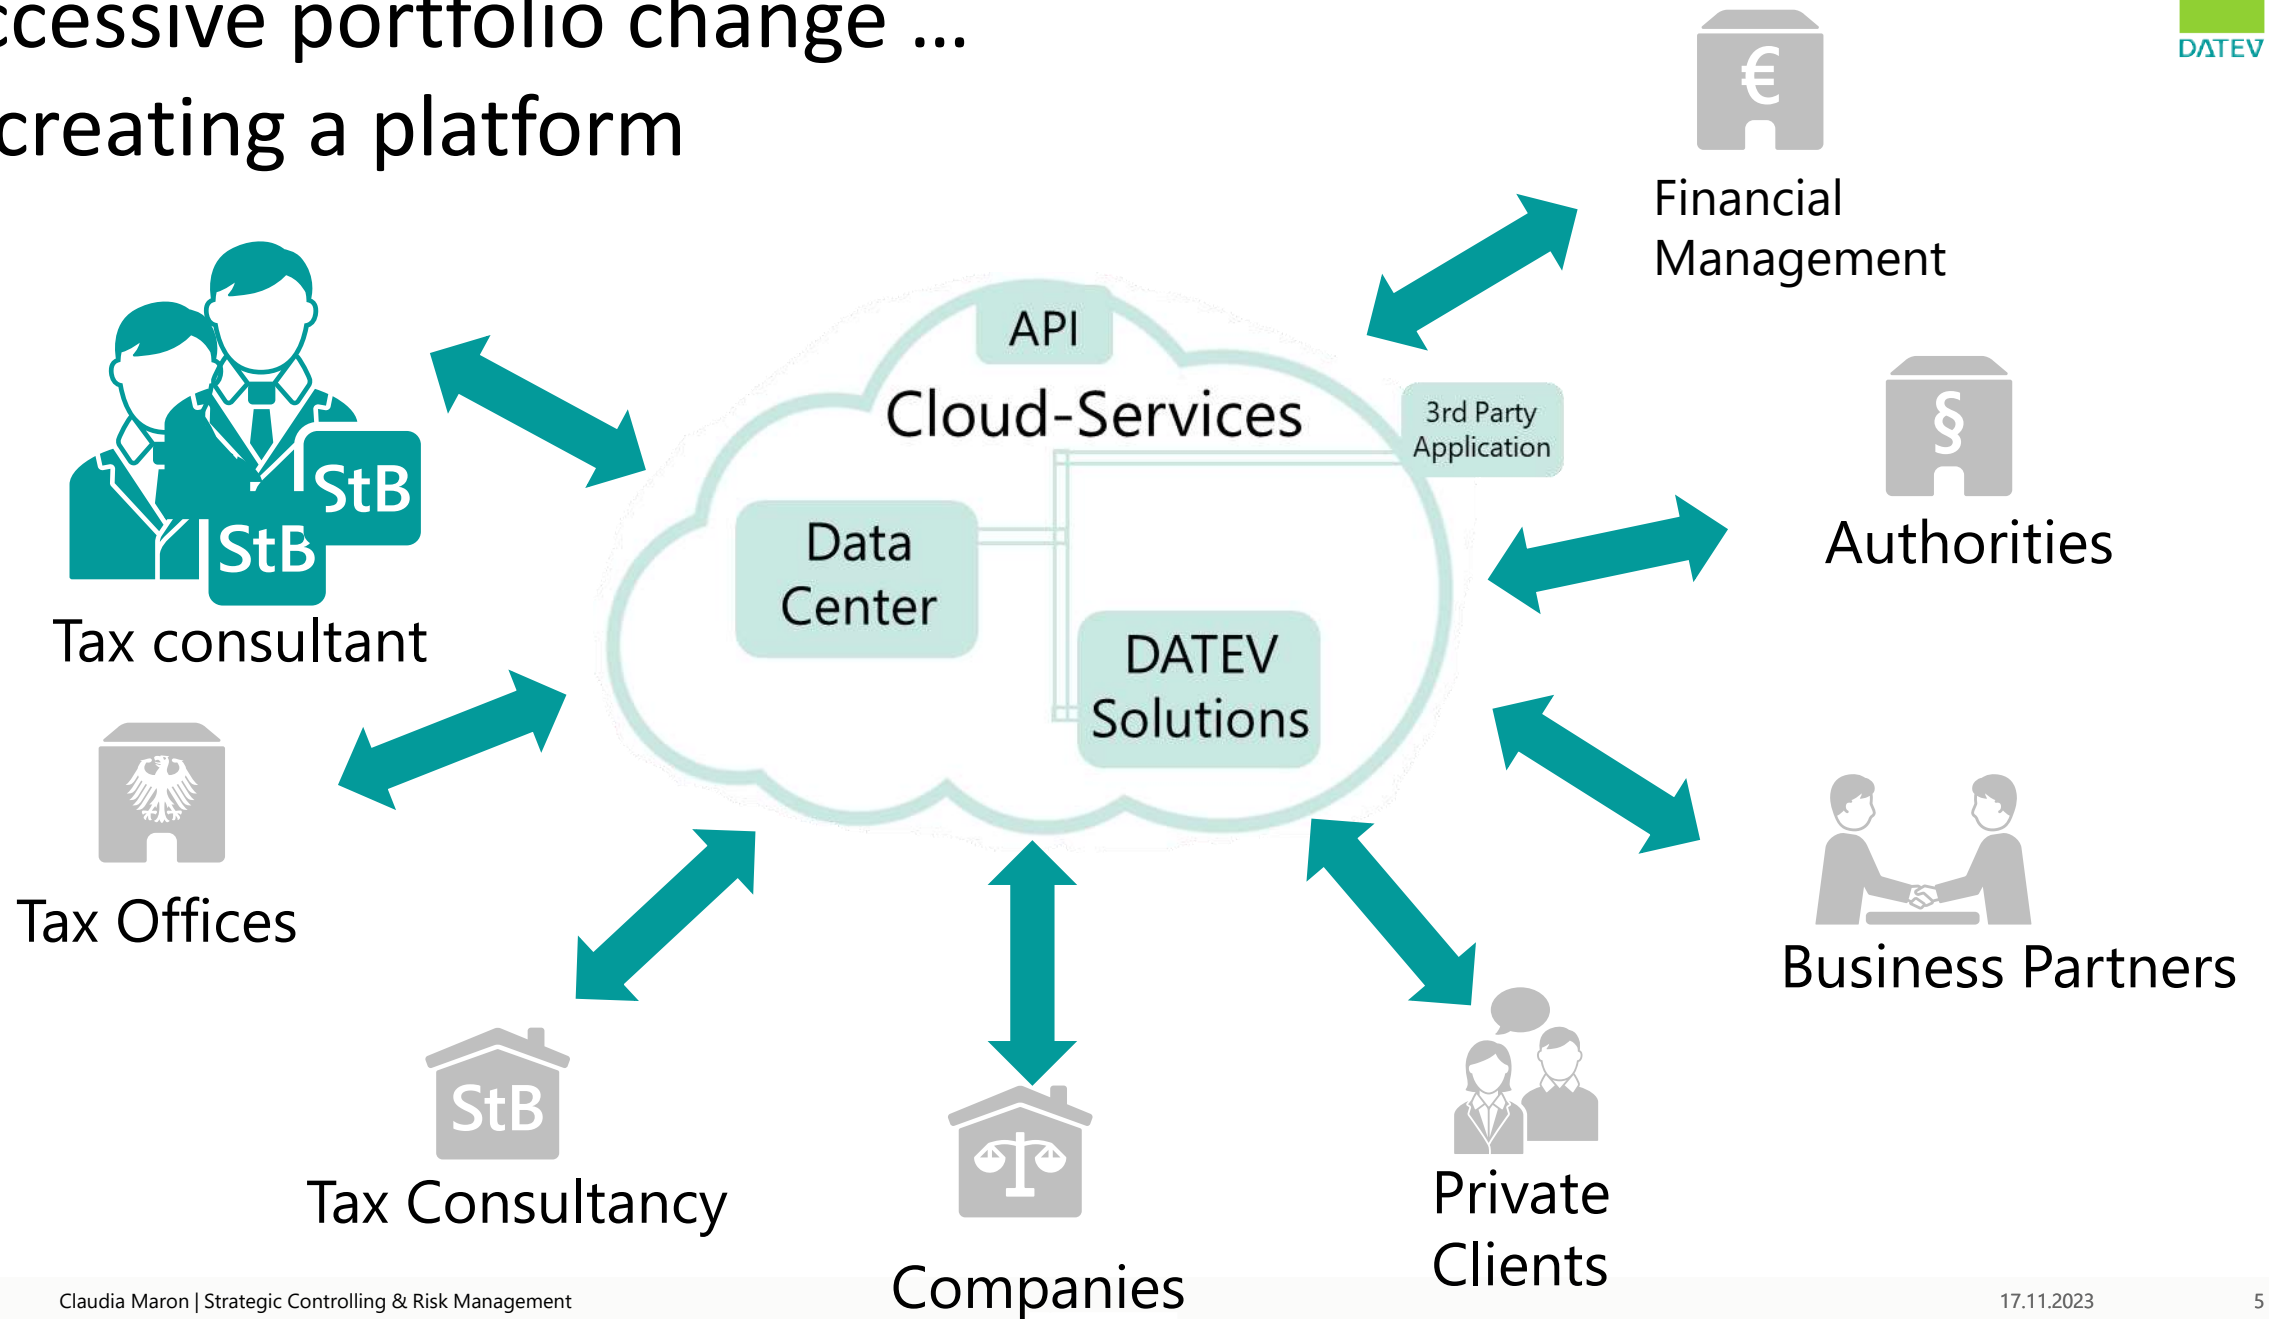 ccessive portfolio change ...
creating a platform
DATEV
€
Financial
Management
API
Cloud-Services
3rd Party
Application
§
Authorities
StB
StB
Tax consultant
Data
Center
DATEV
Solutions
Tax Offices
Business Partners
StB
Tax Consultancy
Companies
Private
Clients
Claudia Maron | Strategic Controlling & Risk Management
17.11.2023
5